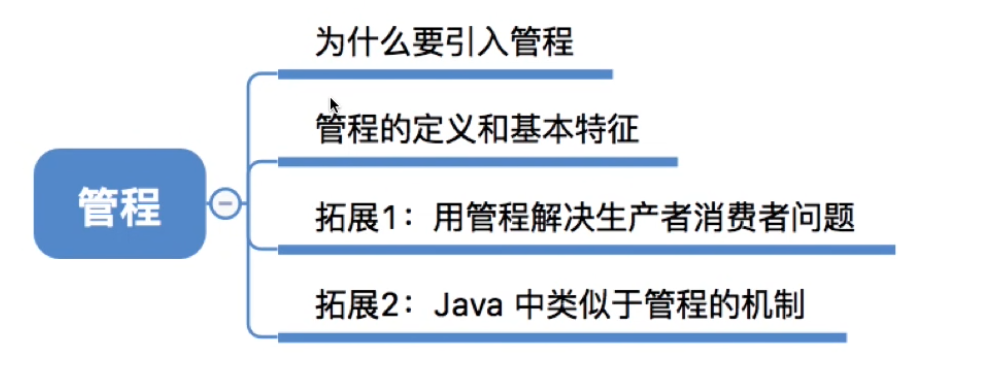 为什么要引入管程
管程的定义和基本特征
管程
拓展1：用管程解决生产者消费者问题
拓展2：Java 中类似于管程的机制